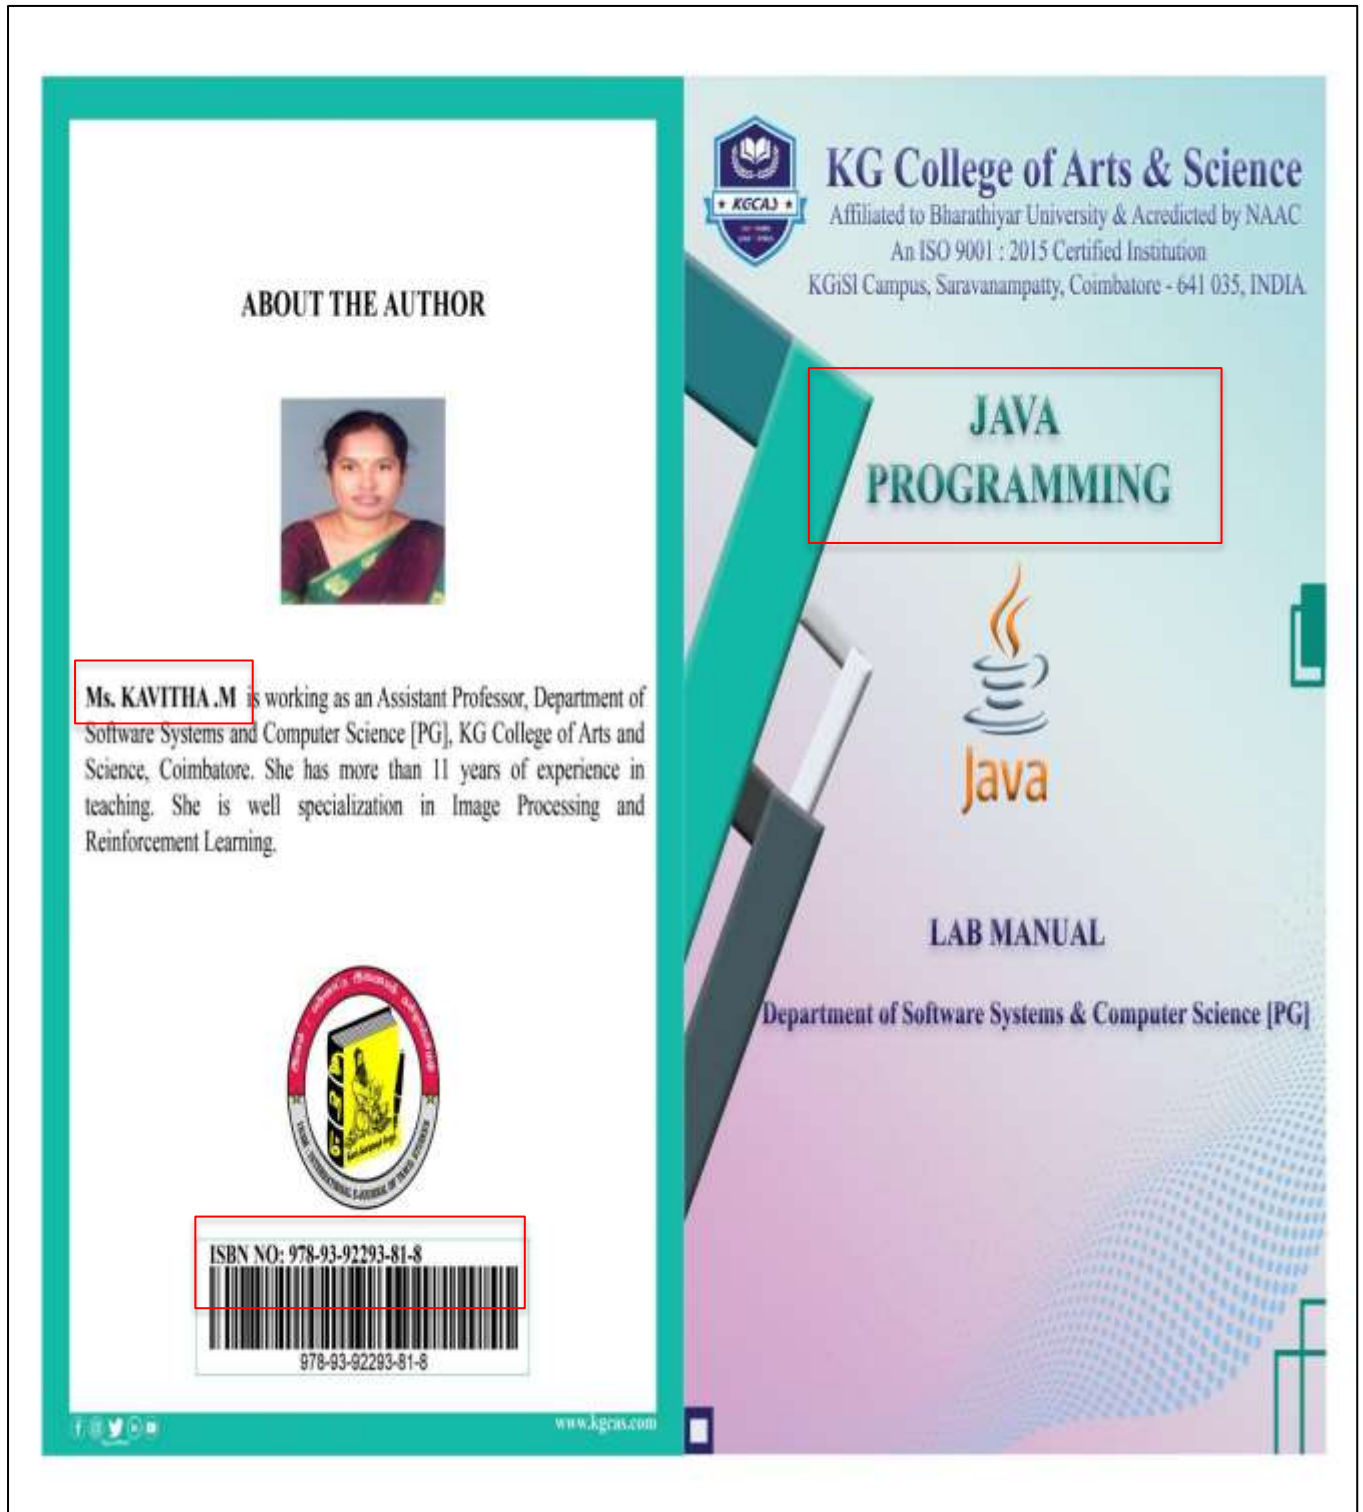 ABOUT THE AUTHOR
Ms. KAVITHA .M is working as an Assistant Professor, Department of
Software Systems and Computer Science [PG], KG College of Arts and
Science, Coimbatore. She has more than 11 years of experience in
teaching. She is well specialization in Image Processing and
Reinforcement Learning.
ISBN NO: 978-93-92293-81-8
978-93-92293-81-8
www.kgcas.com
KGCAS
KG College of Arts & Science
Affiliated to Bharathiyar University & Acredicted by NAAC
An ISO 9001 : 2015 Certified Institution
KGiSl Campus, Saravanampatty, Coimbatore - 641 035, INDIA
JAVA
PROGRAMMING
Java
LAB MANUAL
Department of Software Systems & Computer Science [PG]